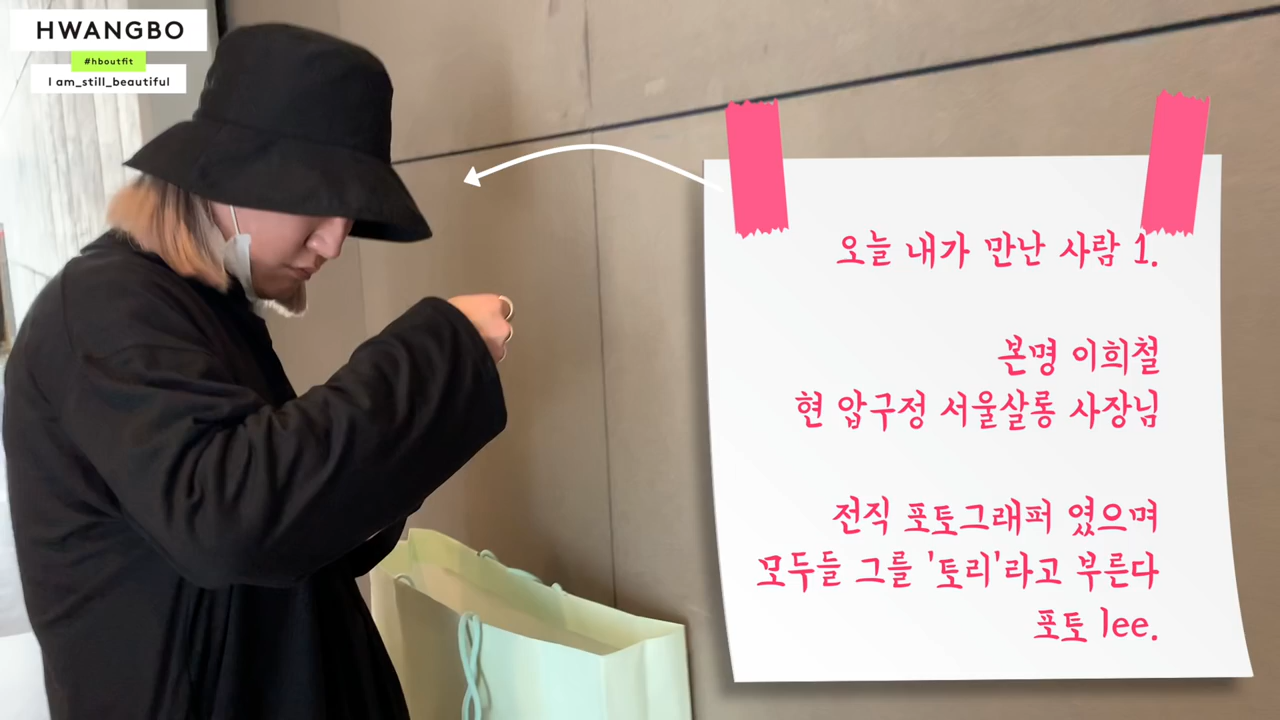 HWANGBO
#hboutfit
I am_still_beautiful
오늘 내가 만난 사람 1.
본명 이희철
현 압구정 서울살롱 사장님
전직 포토그래퍼 였으며
모두들 그를 '토리'라고 부른다
포토 lee.